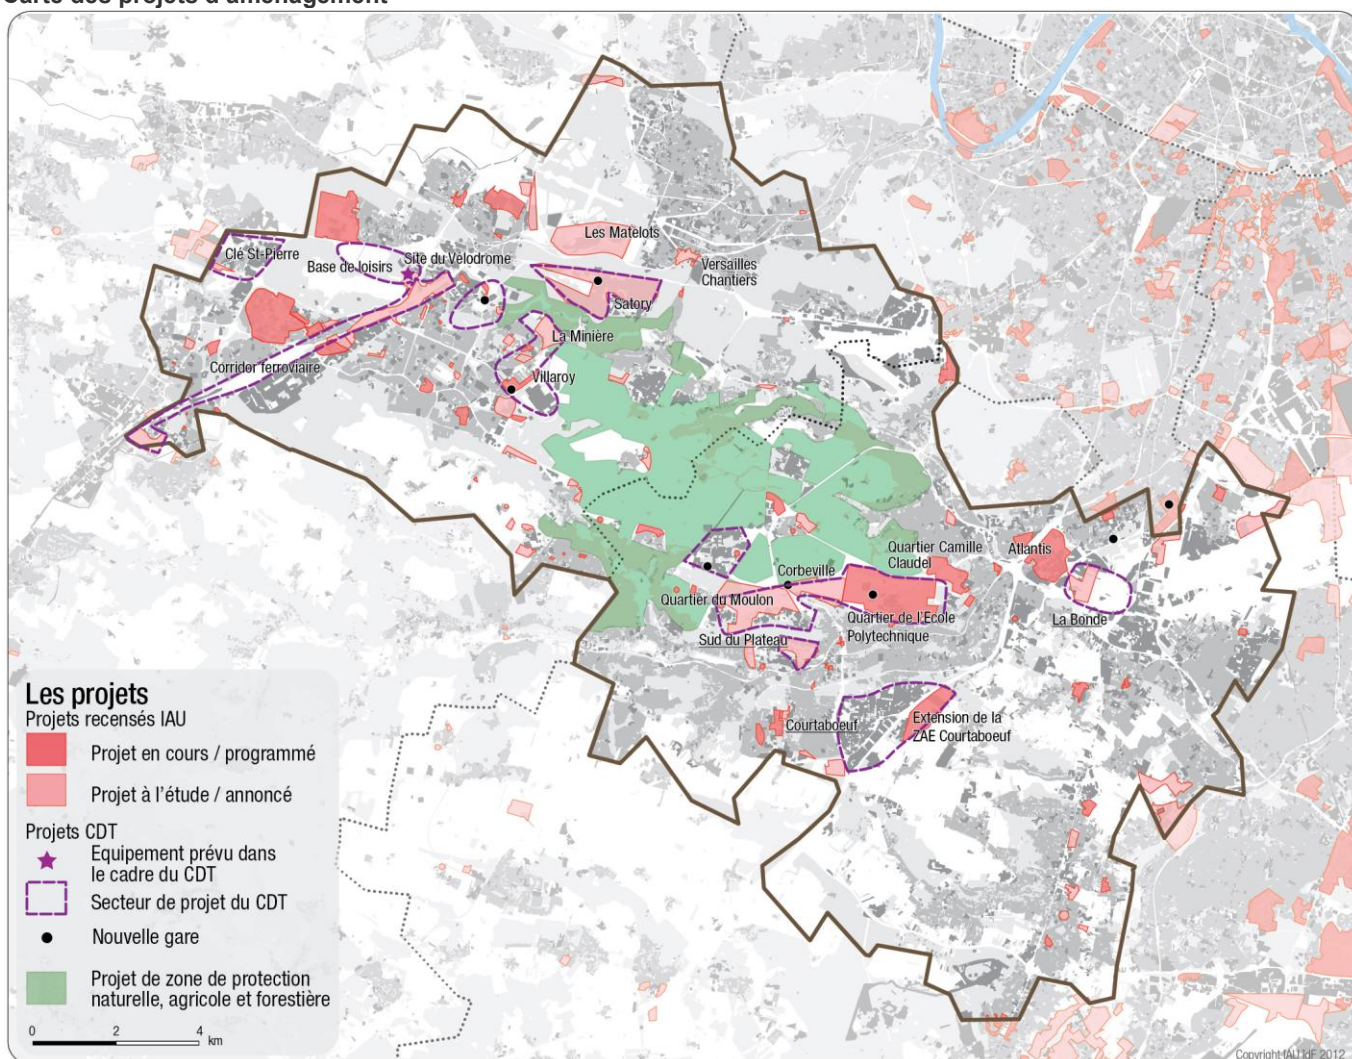 Carte des projets d'aménagement
Clé St-Pierre
Base de loisirs
Site du Vélodrome
Les Matelots
Versailles
Chantiers
Satory
La Minière
Corridor ferroviaire
Villaroy
Quartier Camille
Claudel
Atlantis
Corbeville
Quartier du Moulon
Quartier de l'Ecole
Polytechnique
La Bonde
Sud du Plateau
Courtaboeuf
Extension de la
ZAE Courtaboeuf
Les projets
Projets recensés IAU
Projet en cours / programmé
Projet à l'étude / annoncé
Projets CDT
Equipement prévu dans
le cadre du CDT
Secteur de projet du CDT
Nouvelle gare
Projet de zone de protection
naturelle, agricole et forestière
0 2 4
km
Copyright IAU IdF 2012